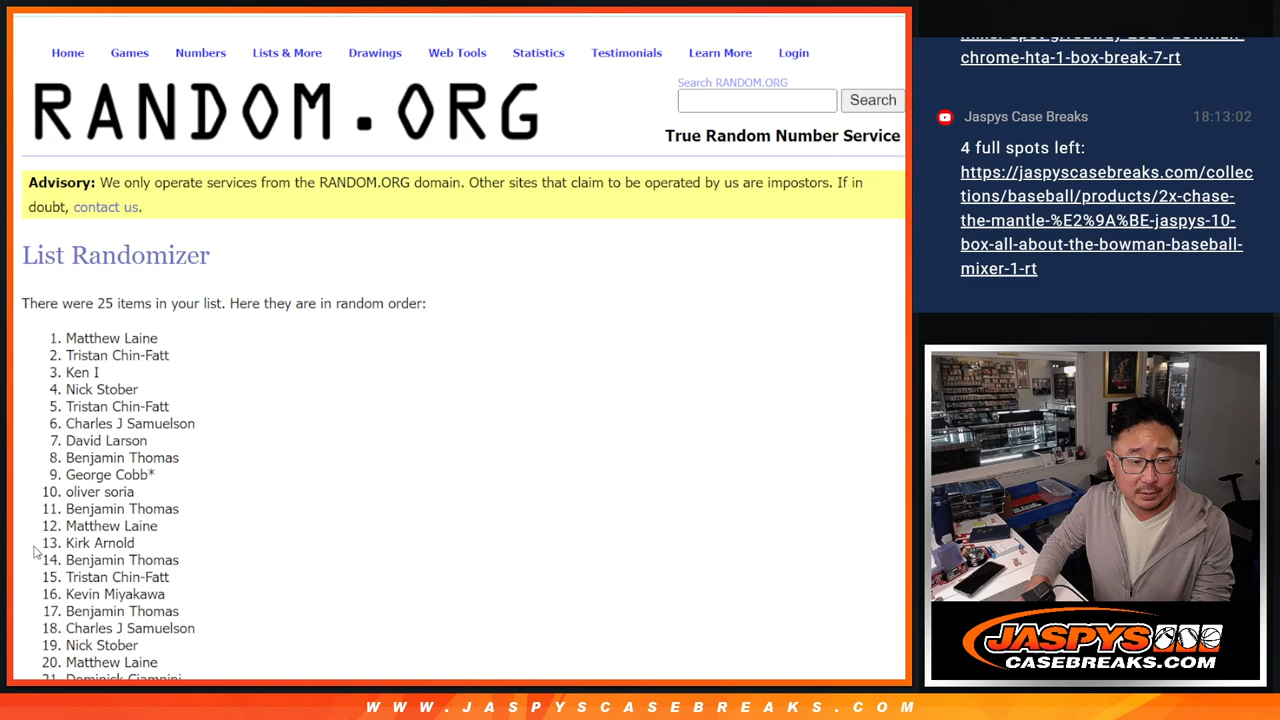 Home Games Numbers Lists & More Drawings Web Tools Statistics Testimonials Learn More Login
RANDOM.ORG
Search RANDOM.ORG
Search
True Random Number Service
Advisory: We only operate services from the RANDOM.ORG domain. Other sites that claim to be operated by us are impostors. If in
doubt, contact us.
List Randomizer
There were 25 items in your list. Here they are in random order:
1. Matthew Laine
2. Tristan Chin-Fatt
3. Ken I
4. Nick Stober
5. Tristan Chin-Fatt
6. Charles J Samuelson
7. David Larson
8. Benjamin Thomas
9. George Cobb*
10. oliver soria
11. Benjamin Thomas
12. Matthew Laine
13. Kirk Arnold
14. Benjamin Thomas
15. Tristan Chin-Fatt
16. Kevin Miyakawa
17. Benjamin Thomas
18. Charles J Samuelson
19. Nick Stober
20. Matthew Laine
21. Dominick Ciampini
chrome-hta-1-box-break-7-rt
Jaspys Case Breaks 18:13:02
4 full spots left:
https://jaspyscasebreaks.com/collec
tions/baseball/products/2x-chase-
the-mantle-%E2%9A%BE-jaspys-10-
box-all-about-the-bowman-baseball-
mixer-1-rt
JASPYS
CASEBREAKS.COM
WWW.JASPYSCASEBREAKS.COM